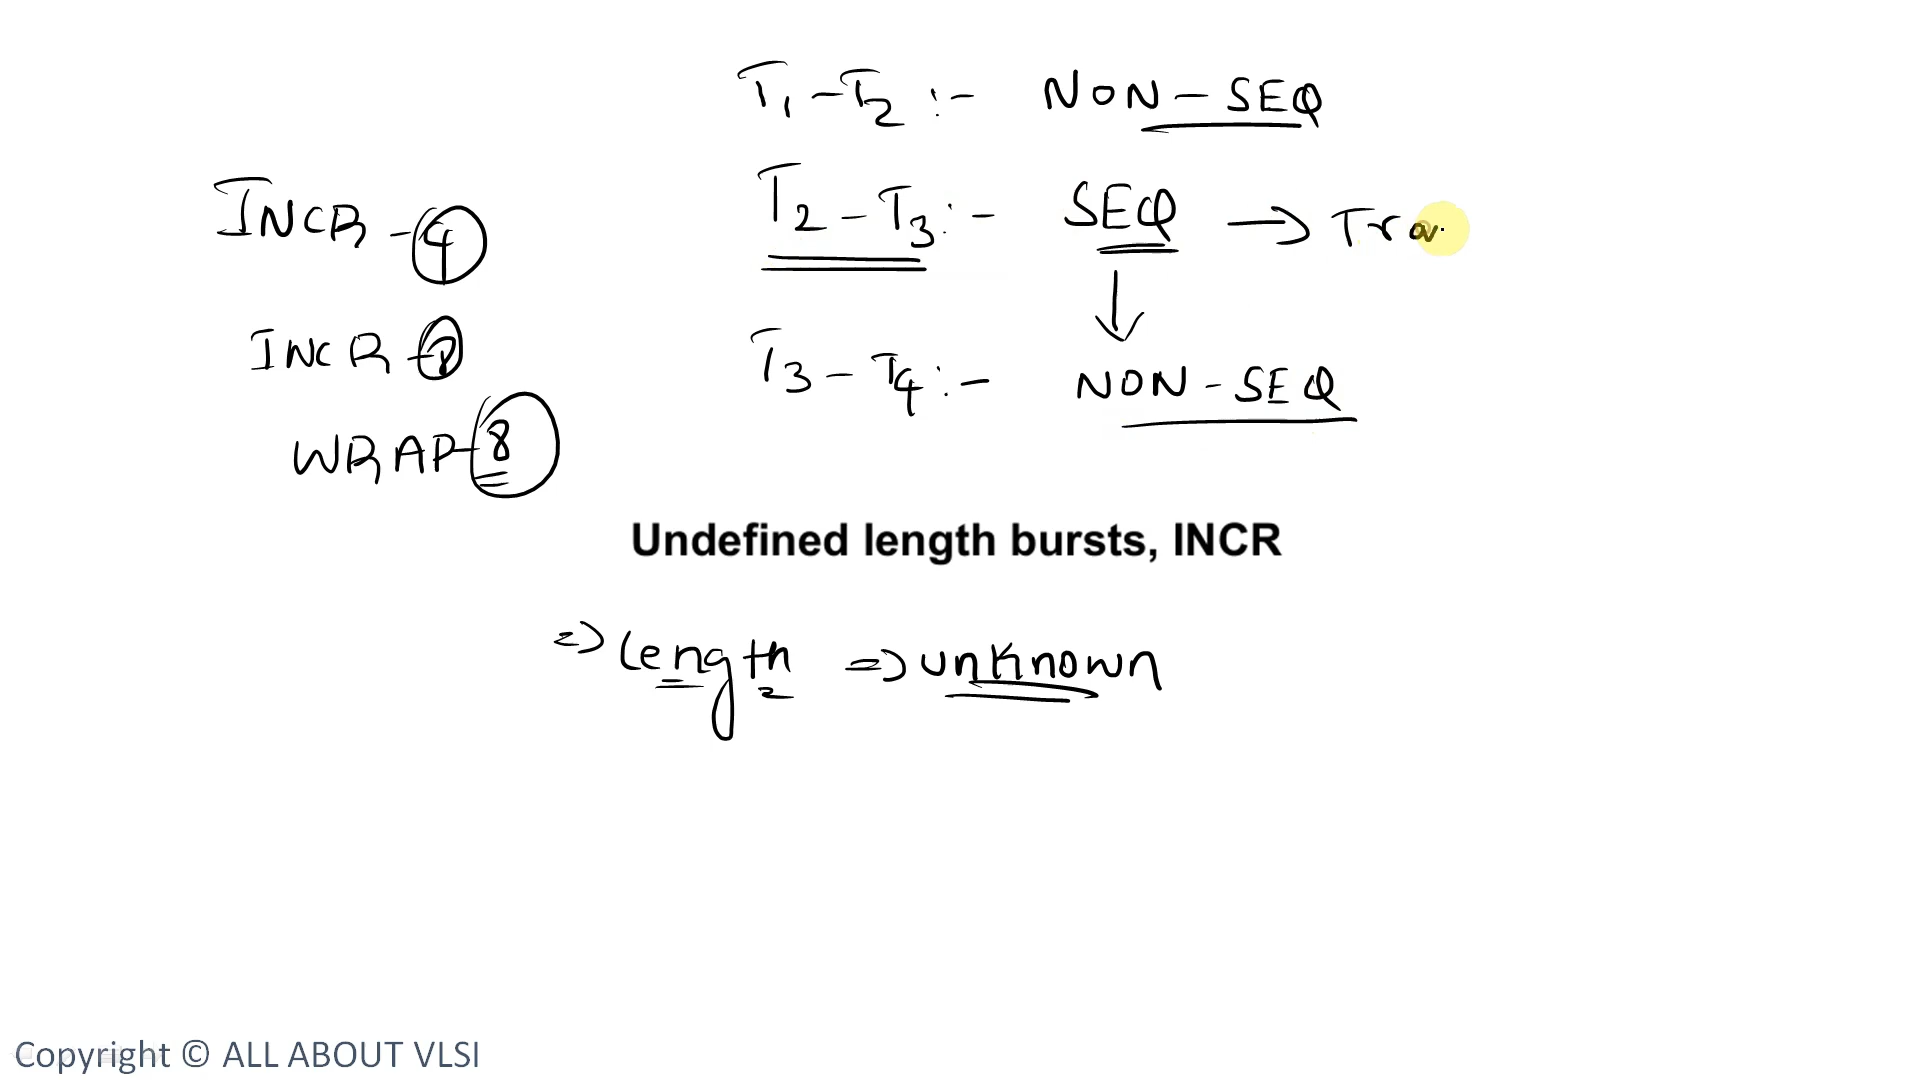 T1 - T2 :- NON - SEQ
T2 - T3 :- SEQ → Tra
T3 - T4 :- NON - SEQ
INCR - 4
INCR - 8
WRAP - 8
Undefined length bursts, INCR
=> length => unknown
Copyright © ALL ABOUT VLSI